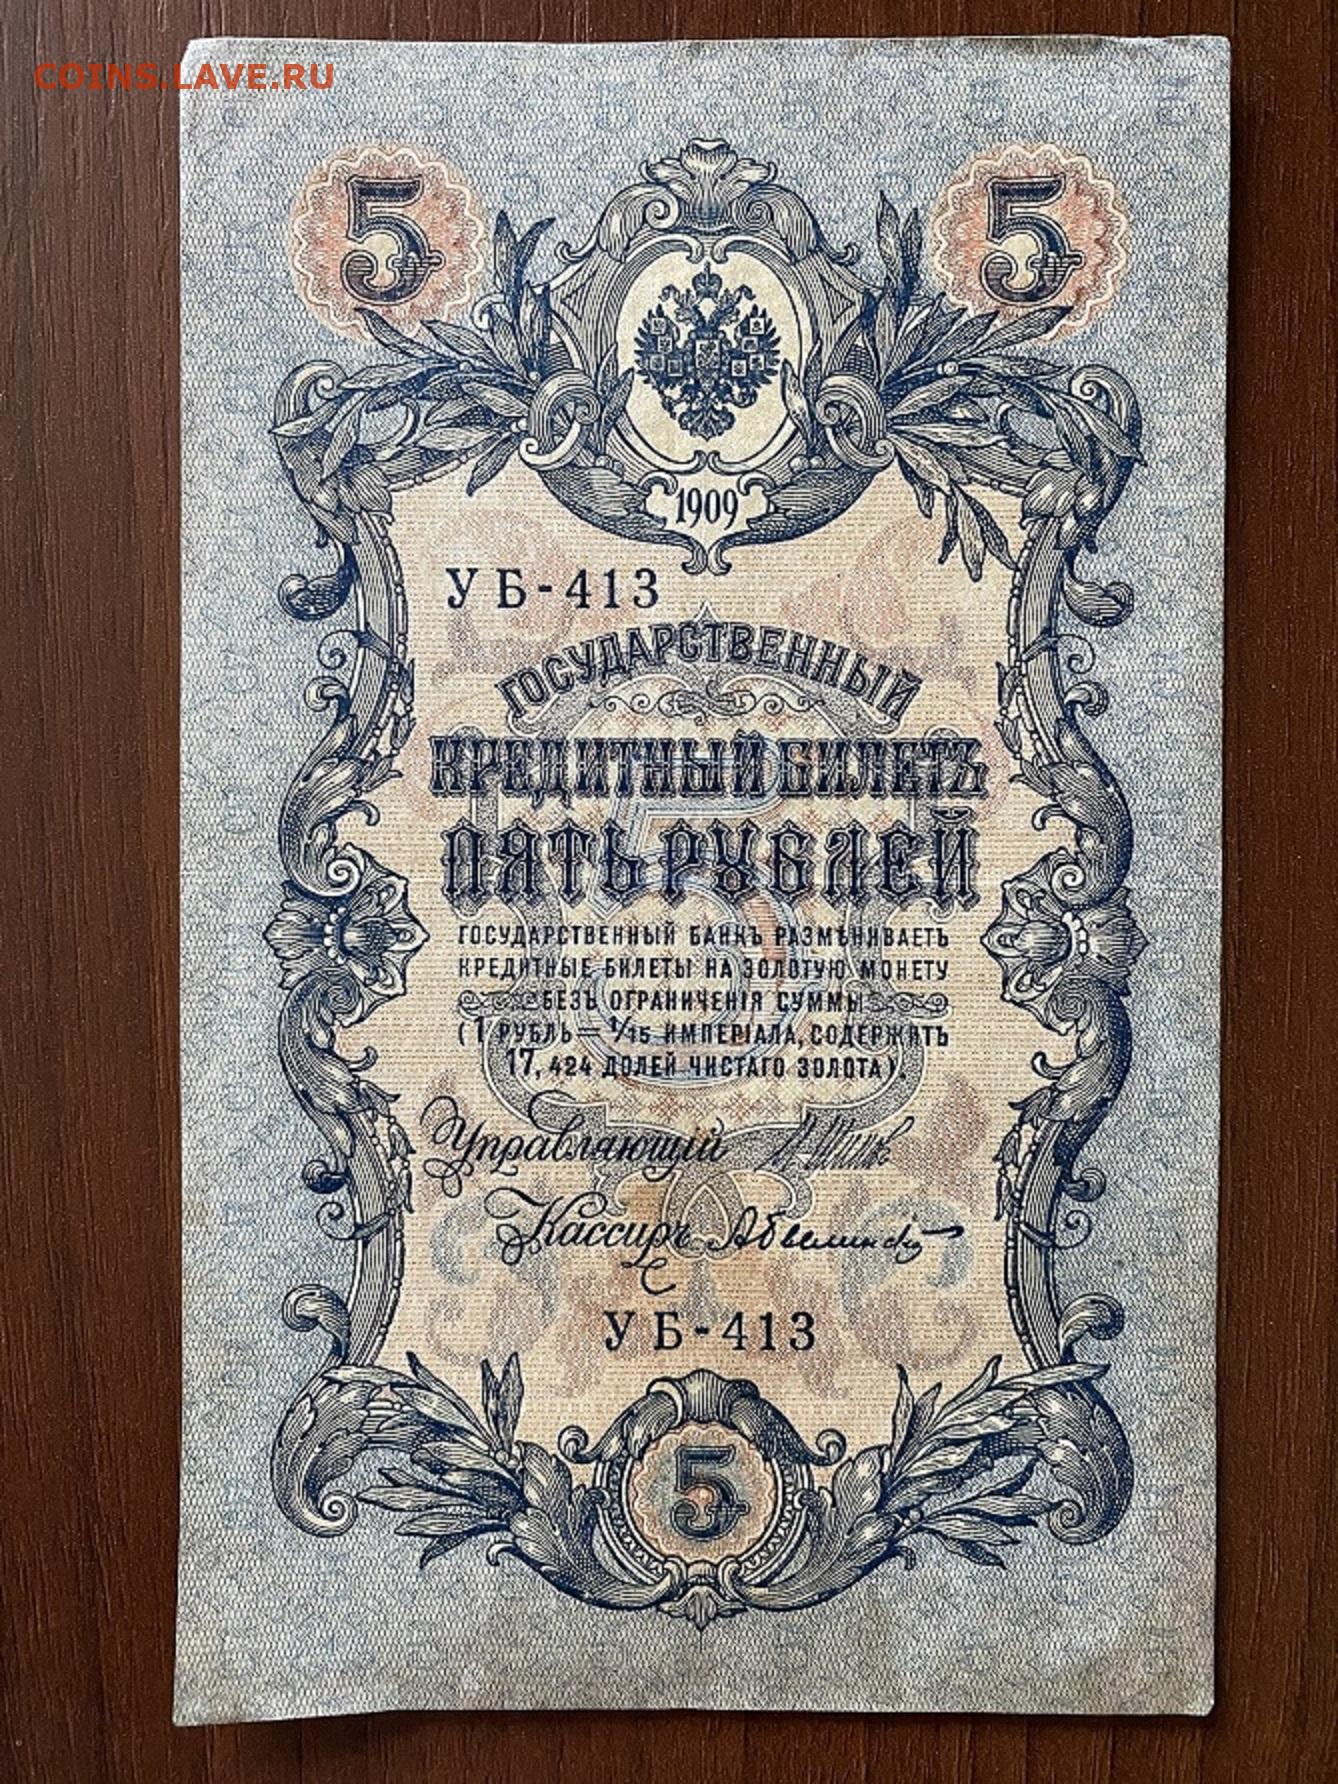 COINS.LAVE.RU
5 5
1909
УБ-413
ГОСУДАРСТВЕННЫЙ
КРЕДИТНЫЙ БИЛЕТЪ
ПЯТЬ РУБЛЕЙ
ГОСУДАРСТВЕННЫЙ БАНКЪ РАЗМѢНИВАЕТЪ
КРЕДИТНЫЕ БИЛЕТЫ НА ЗОЛОТУЮ МОНЕТУ
БЕЗЪ ОГРАНИЧЕНІЯ СУММЫ
(1 РУБЛЬ = 1/15 ИМПЕРІАЛА, СОДЕРЖИТЪ
17,424 ДОЛЕЙ ЧИСТАГО ЗОЛОТА).
Управляющій
Кассиръ
УБ-413
5